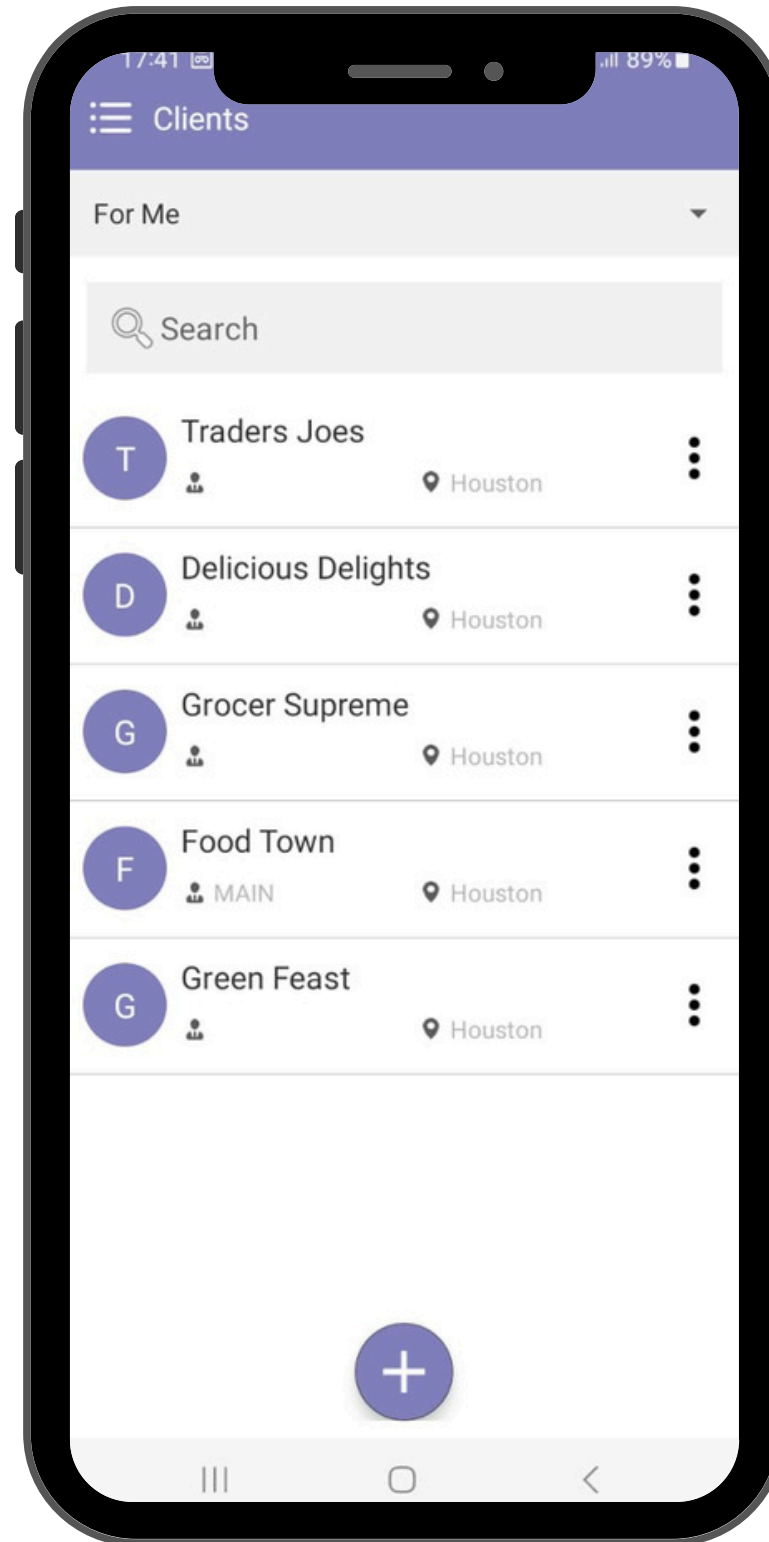 17:41 89%
Clients
For Me
Search
T Traders Joes
Houston
D Delicious Delights
Houston
G Grocer Supreme
Houston
F Food Town
MAIN Houston
G Green Feast
Houston